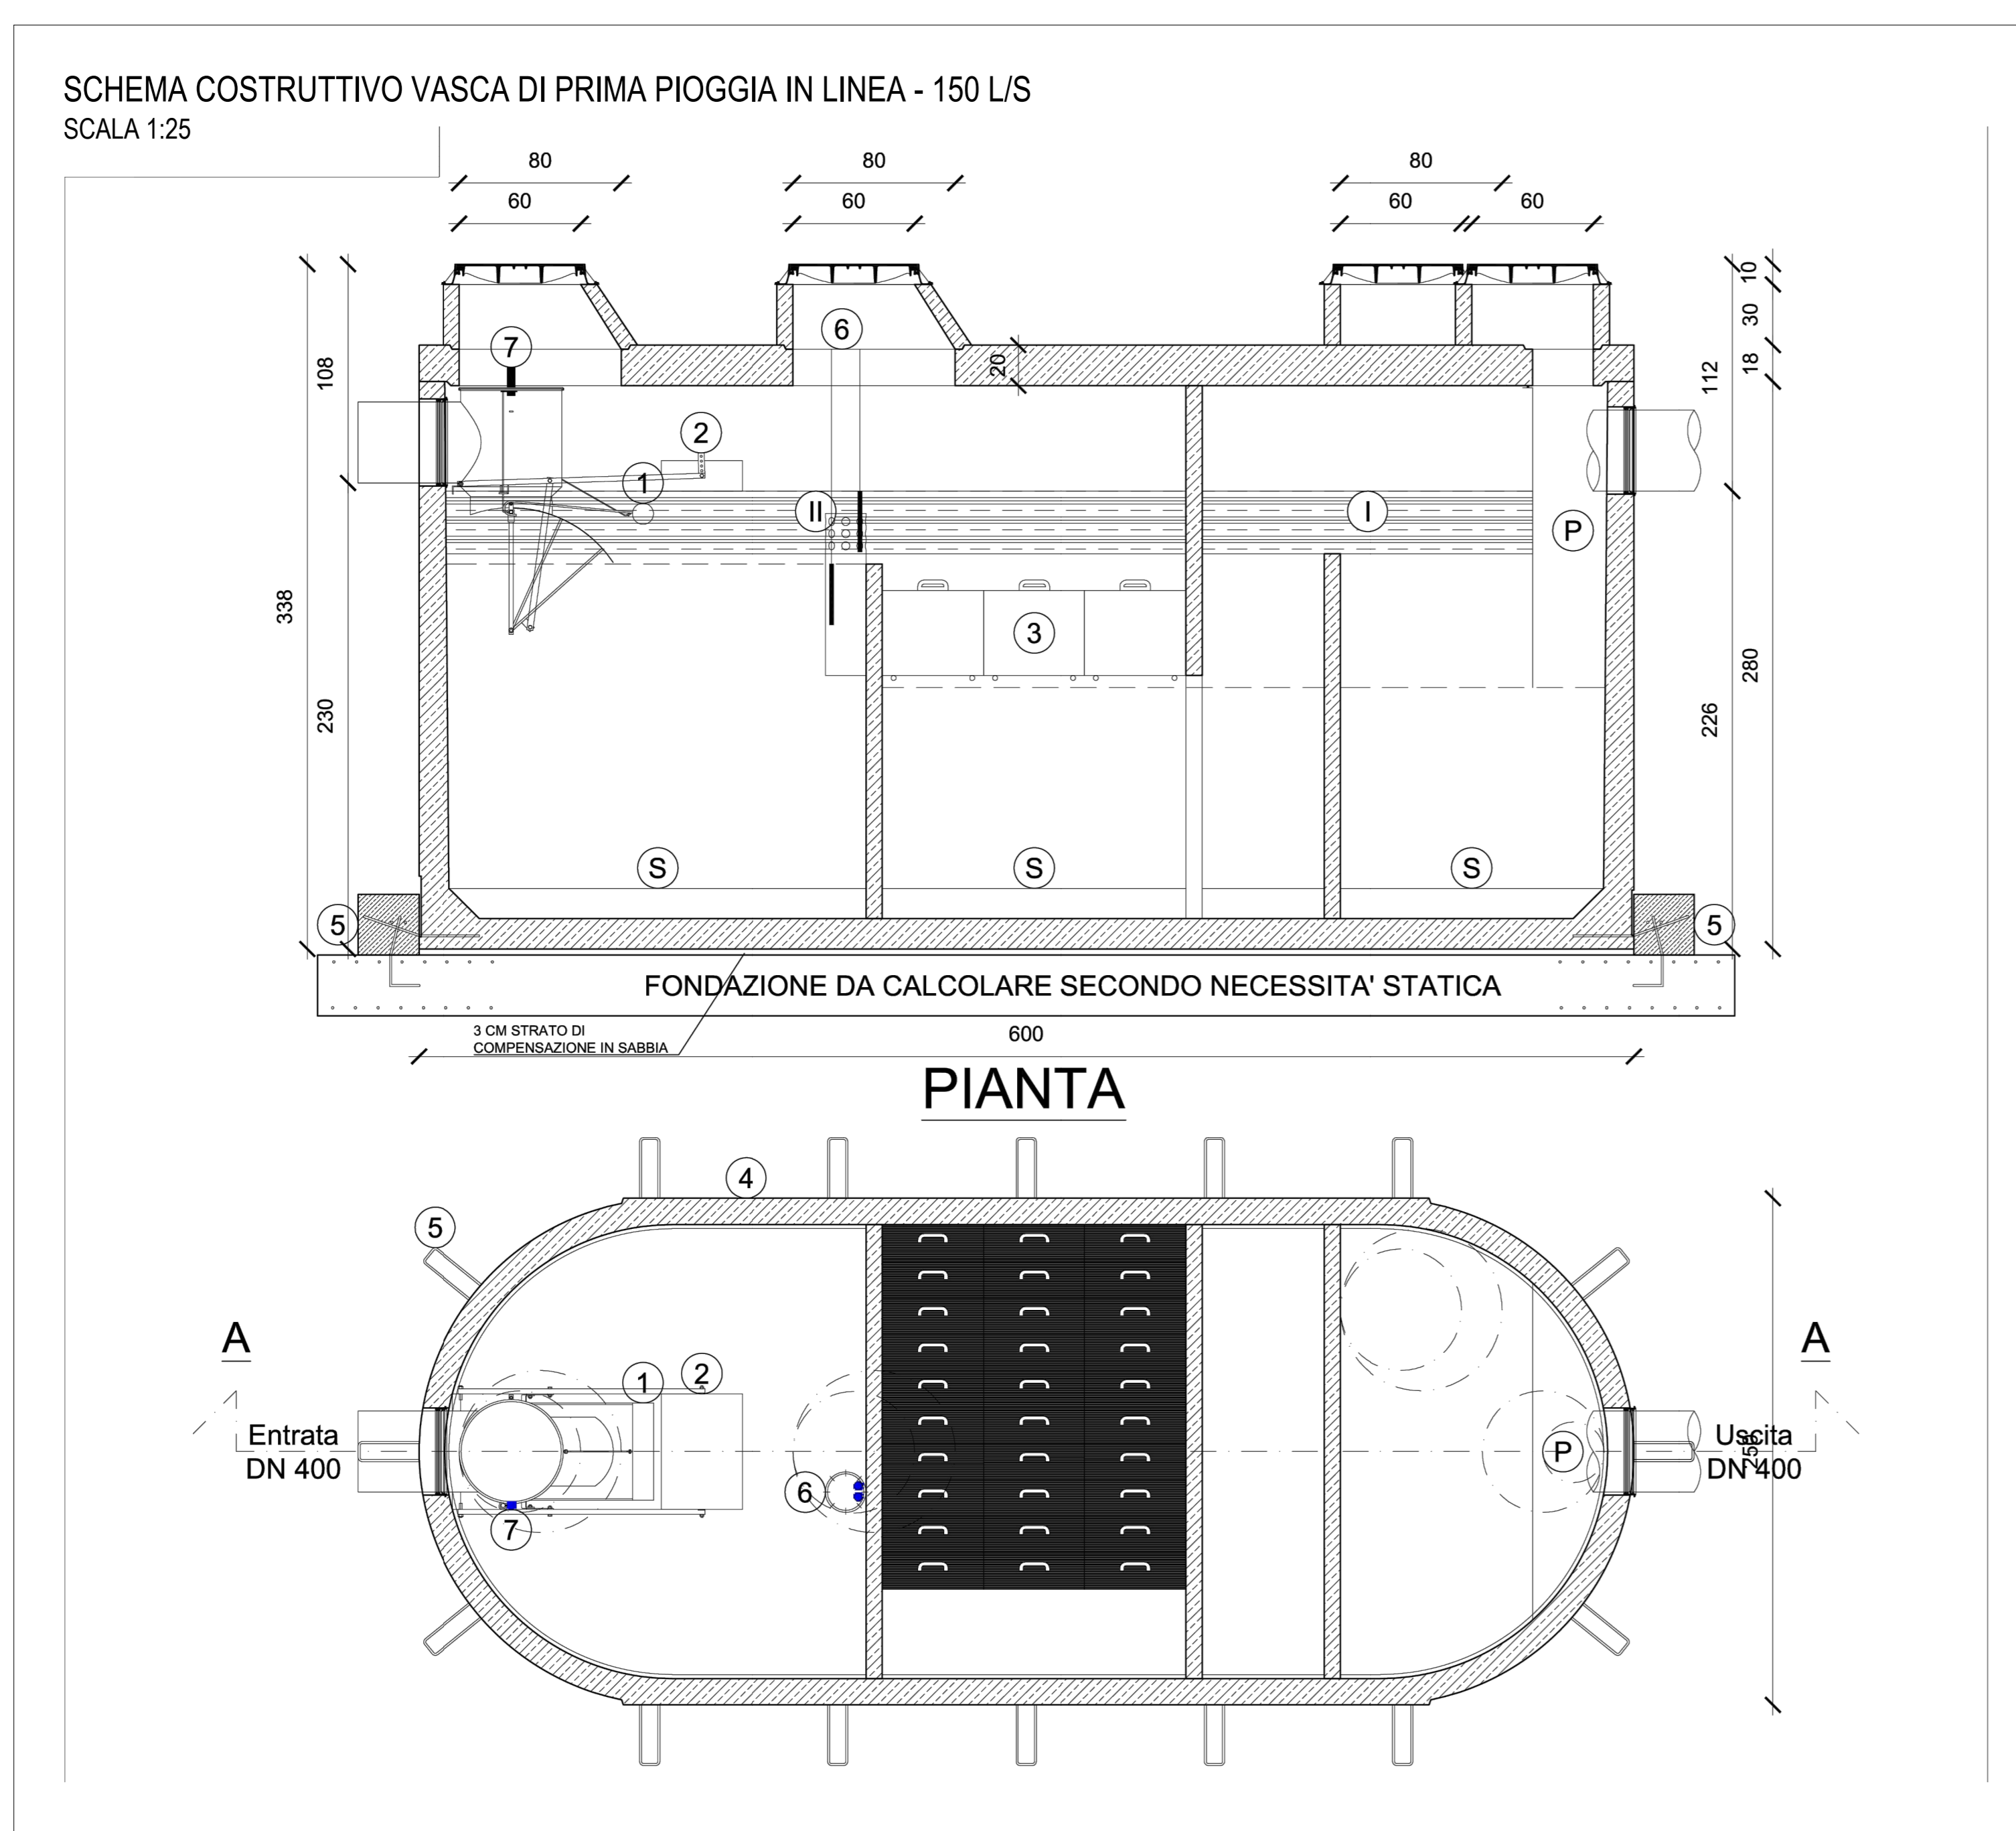 SCHEMA COSTRUTTIVO VASCA DI PRIMA PIOGGIA IN LINEA - 150 L/S
SCALA 1:25
80
80
80
60
60
60
60
10
30
18
6
7
20
108
112
2
1
II
I
P
338
3
280
230
226
S
S
S
5
5
FONDAZIONE DA CALCOLARE SECONDO NECESSITA' STATICA
3 CM STRATO DI
COMPENSAZIONE IN SABBIA
600
PIANTA
4
5
A
A
1
2
Entrata
DN 400
Uscita
DN 400
250
P
6
7